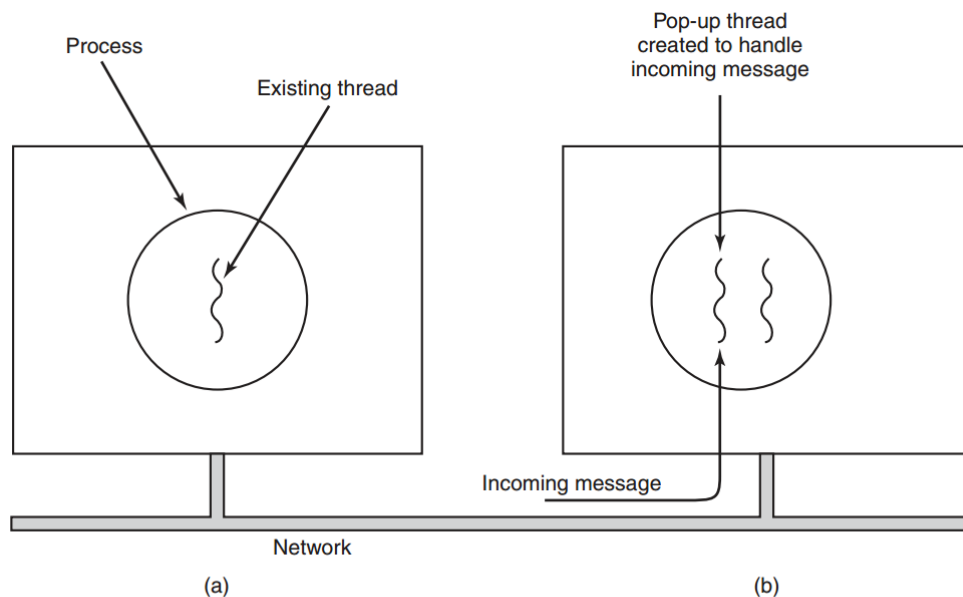 Process
Existing thread
Pop-up thread
created to handle
incoming message
Incoming message
Network
(a)
(b)